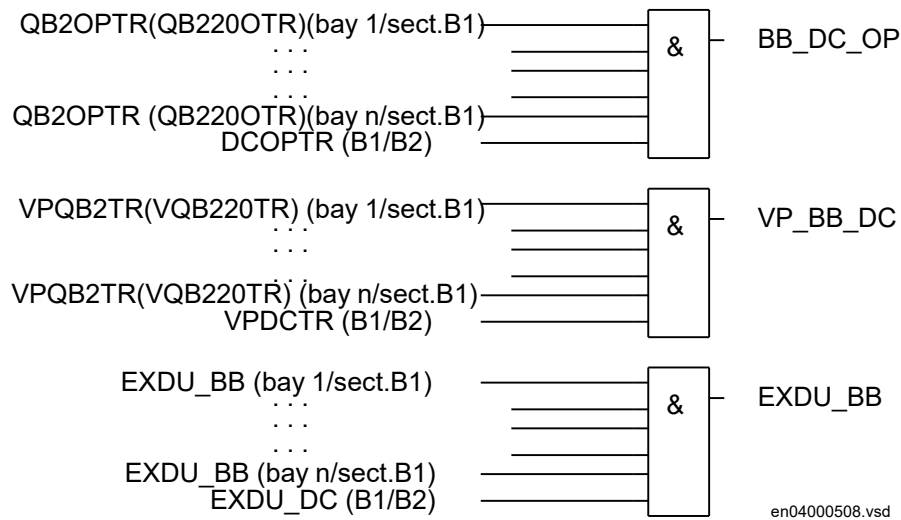 QB2OPTR(QB220OTR)(bay 1/sect.B1)
. . .
. . .
. . .
QB2OPTR (QB220OTR)(bay n/sect.B1)
DCOPTR (B1/B2)
&
BB_DC_OP
VPQB2TR(VQB220TR) (bay 1/sect.B1)
. . .
. . .
. . .
VPQB2TR(VQB220TR) (bay n/sect.B1)
VPDCTR (B1/B2)
&
VP_BB_DC
EXDU_BB (bay 1/sect.B1)
. . .
. . .
. . .
EXDU_BB (bay n/sect.B1)
EXDU_DC (B1/B2)
&
EXDU_BB
en04000508.vsd